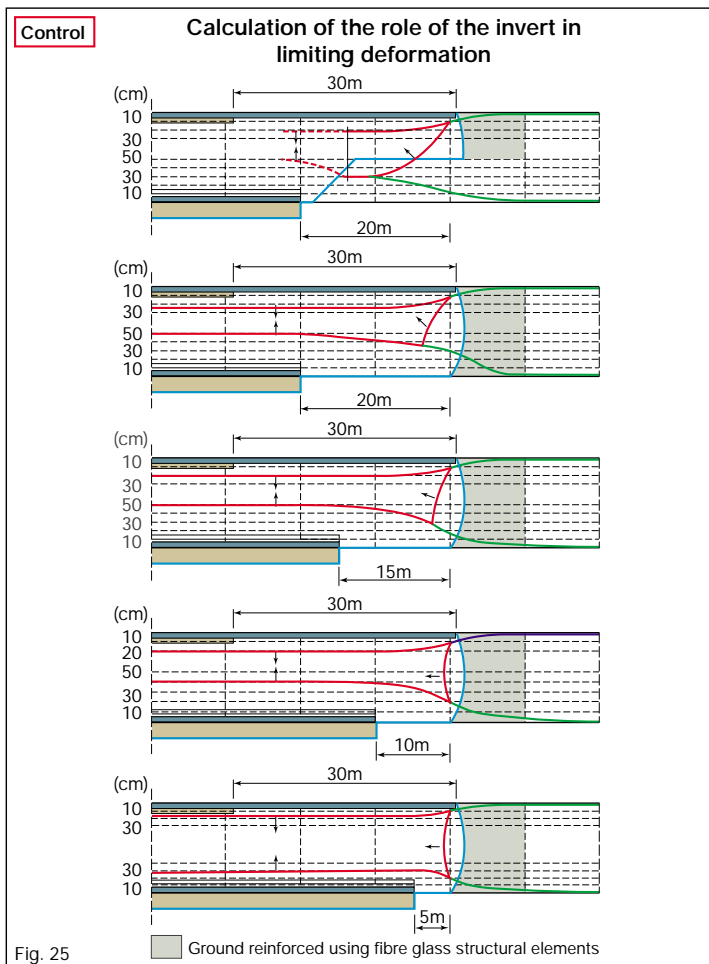 Control
Calculation of the role of the invert in
limiting deformation
30m
(cm)
10
30
50
30
10
20m
30m
(cm)
10
30
50
30
10
20m
30m
(cm)
10
30
50
30
10
15m
30m
(cm)
10
20
50
30
10
10m
30m
(cm)
10
30
30
10
5m
Fig. 25
Ground reinforced using fibre glass structural elements